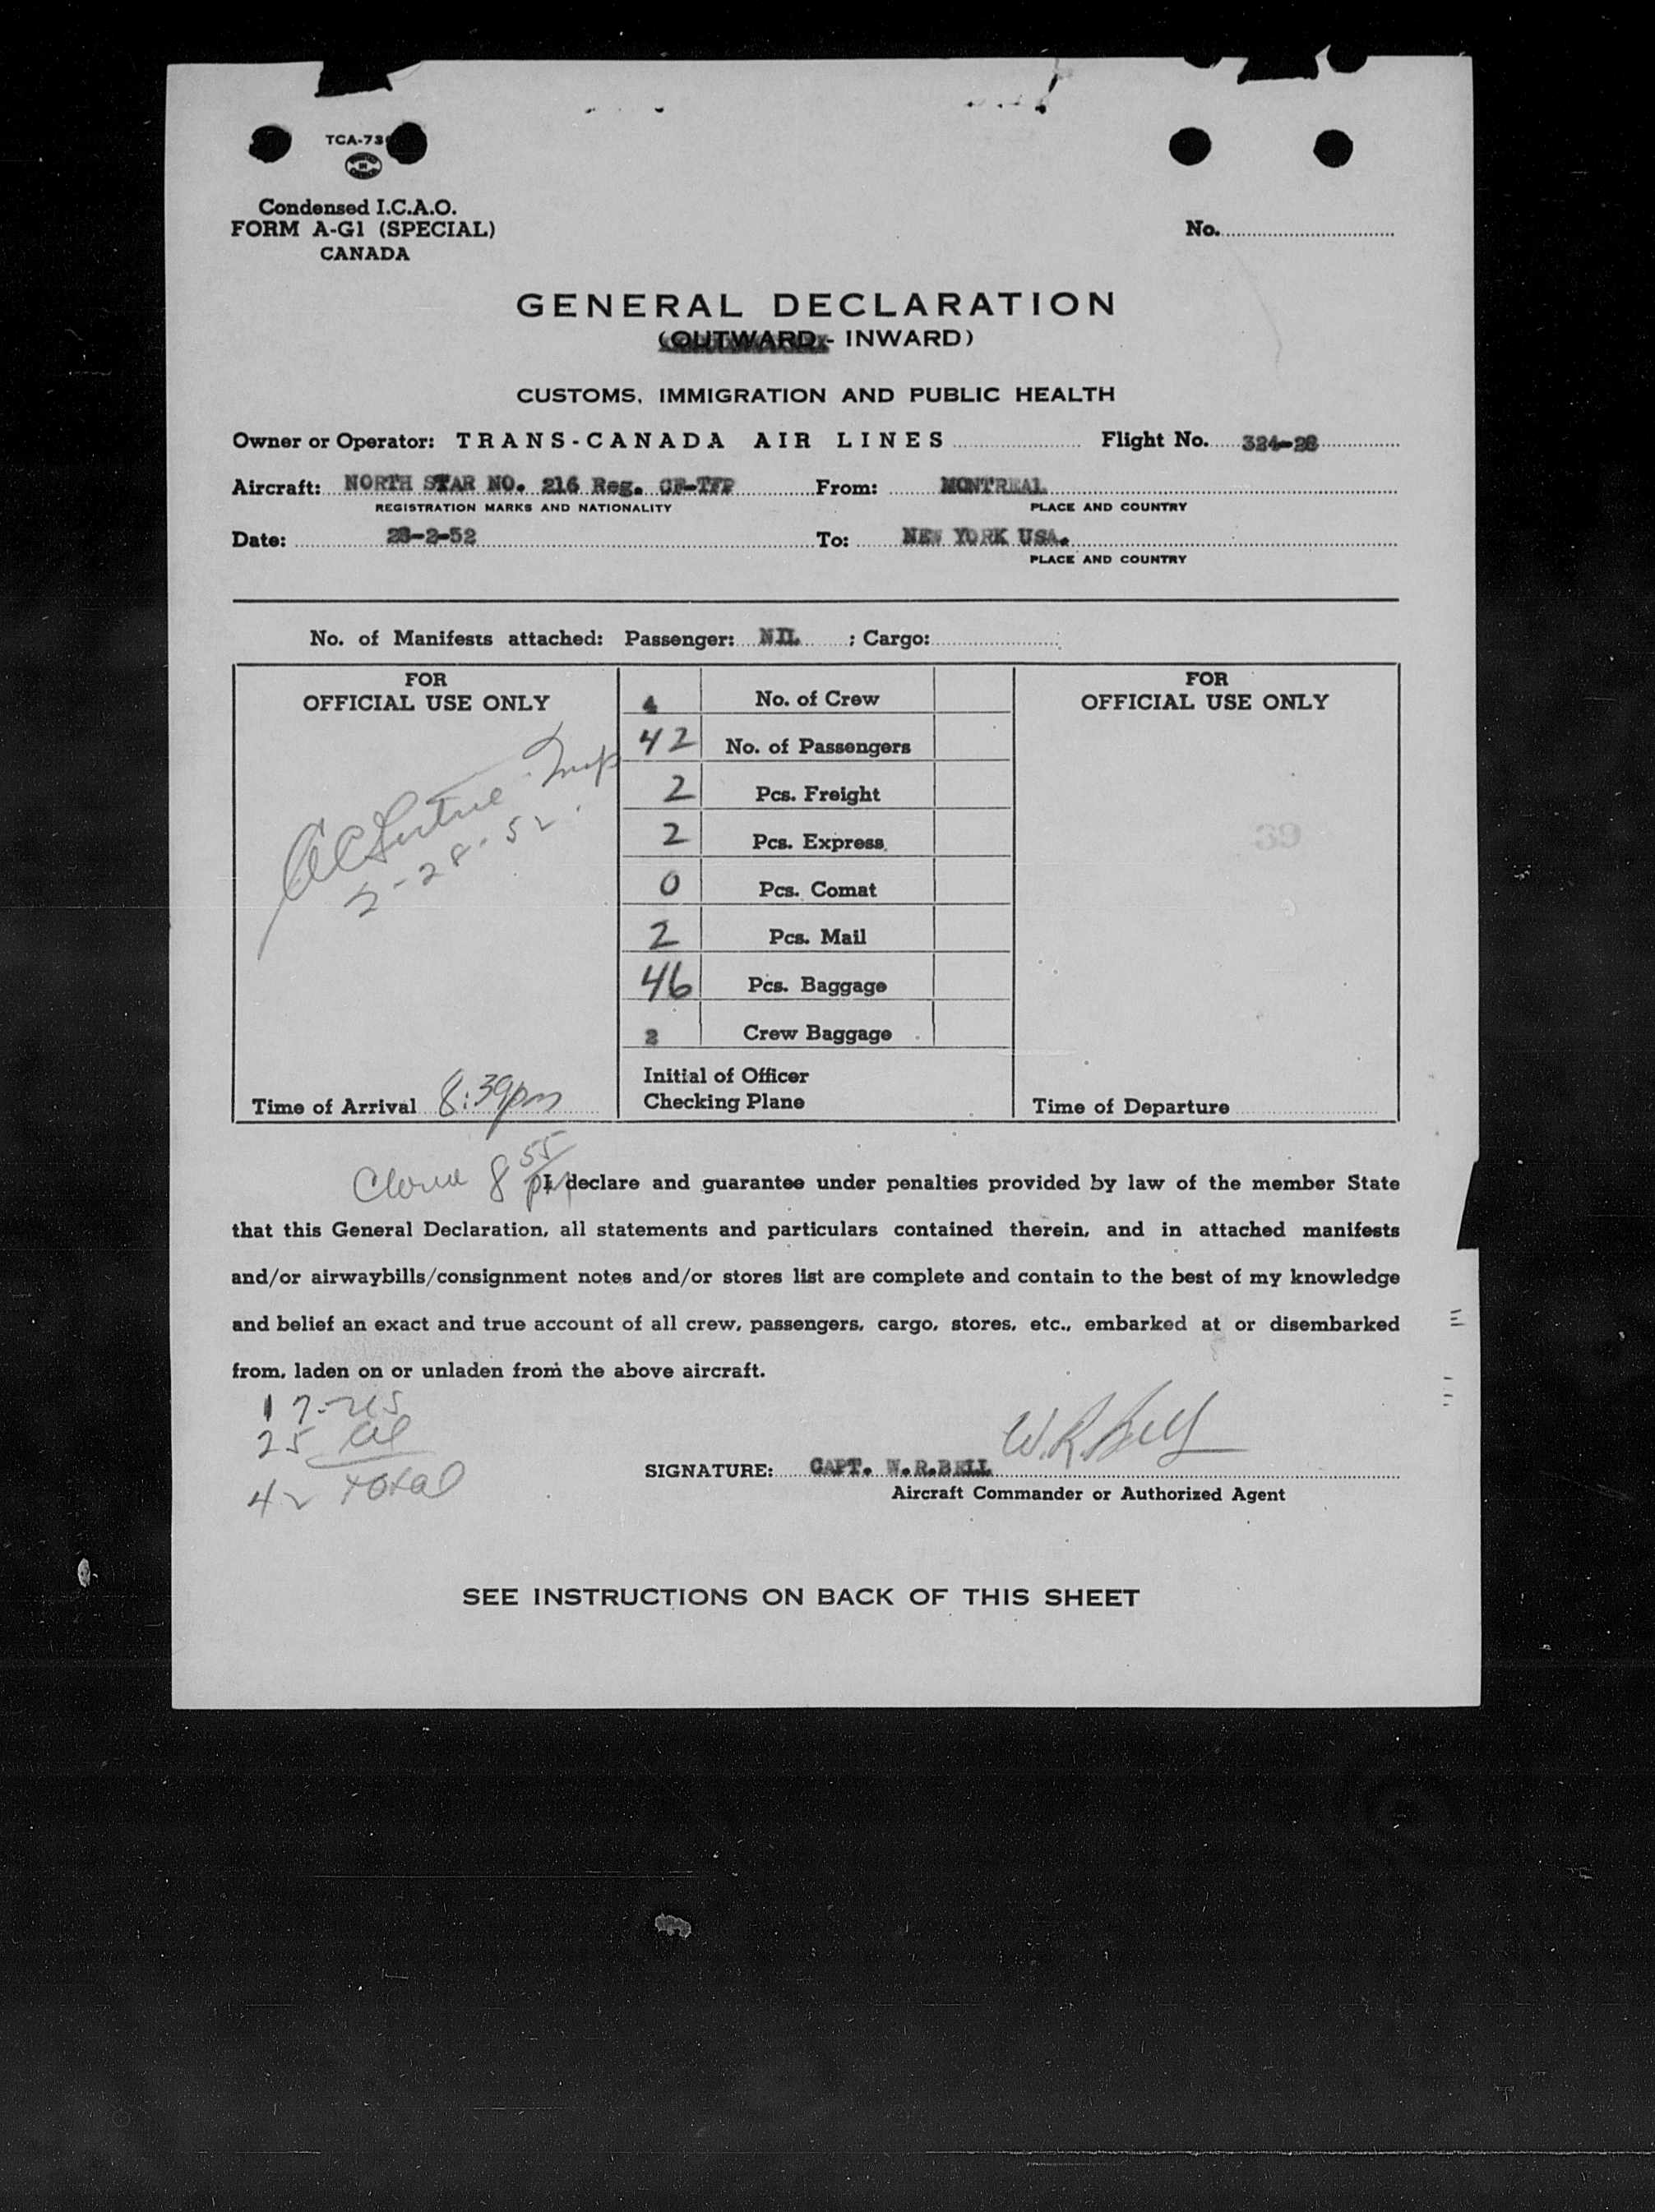 TCA-73
Condensed I.C.A.O.
FORM A-G1 (SPECIAL)
CANADA
No.
GENERAL DECLARATION
(OUTWARD - INWARD)
CUSTOMS, IMMIGRATION AND PUBLIC HEALTH
Owner or Operator: TRANS-CANADA AIR LINES Flight No. 324-28
Aircraft: NORTH STAR NO. 216 Reg. CF-TFP From: MONTREAL
REGISTRATION MARKS AND NATIONALITY PLACE AND COUNTRY
Date: 28-2-52 To: NEW YORK USA.
PLACE AND COUNTRY
No. of Manifests attached: Passenger: NIL ; Cargo:
FOR
OFFICIAL USE ONLY
2-28-52
Time of Arrival 8:39pm
4 No. of Crew
42 No. of Passengers
2 Pcs. Freight
2 Pcs. Express
0 Pcs. Comat
2 Pcs. Mail
46 Pcs. Baggage
2 Crew Baggage
Initial of Officer
Checking Plane
FOR
OFFICIAL USE ONLY
39
Time of Departure
8 55
I declare and guarantee under penalties provided by law of the member State
that this General Declaration, all statements and particulars contained therein, and in attached manifests
and/or airwaybills/consignment notes and/or stores list are complete and contain to the best of my knowledge
and belief an exact and true account of all crew, passengers, cargo, stores, etc., embarked at or disembarked
from, laden on or unladen from the above aircraft.
17
25
42 total
W.R.Bell
SIGNATURE: CAPT. W.R.BELL
Aircraft Commander or Authorized Agent
SEE INSTRUCTIONS ON BACK OF THIS SHEET